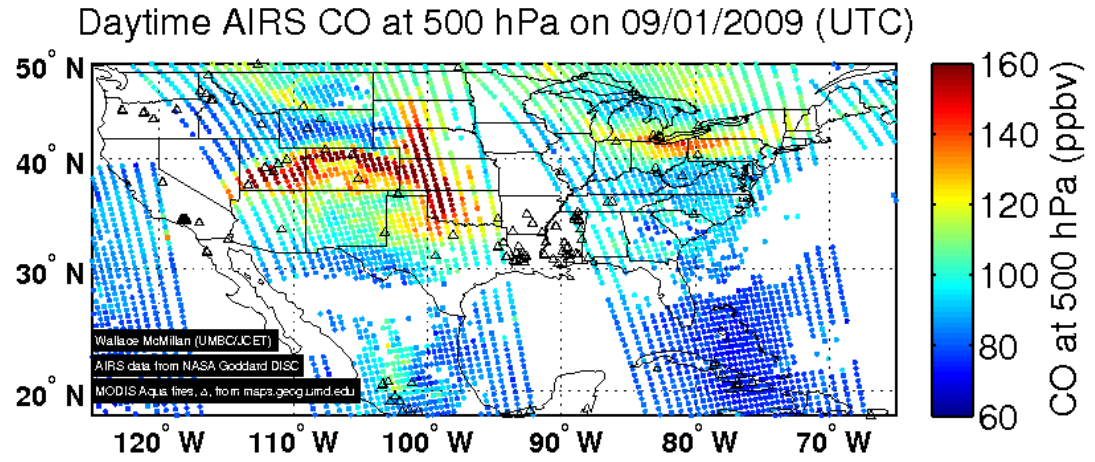 Daytime AIRS CO at 500 hPa on 09/01/2009 (UTC)
50° N
40° N
30° N
20° N
Wallace McMillan (UMBC/JCET)
AIRS data from NASA Goddard DISC
MODIS Aqua fires, △, from maps.geog.umd.edu
120° W
110° W
100° W
90° W
80° W
70° W
160
140
120
100
80
60
CO at 500 hPa (ppbv)